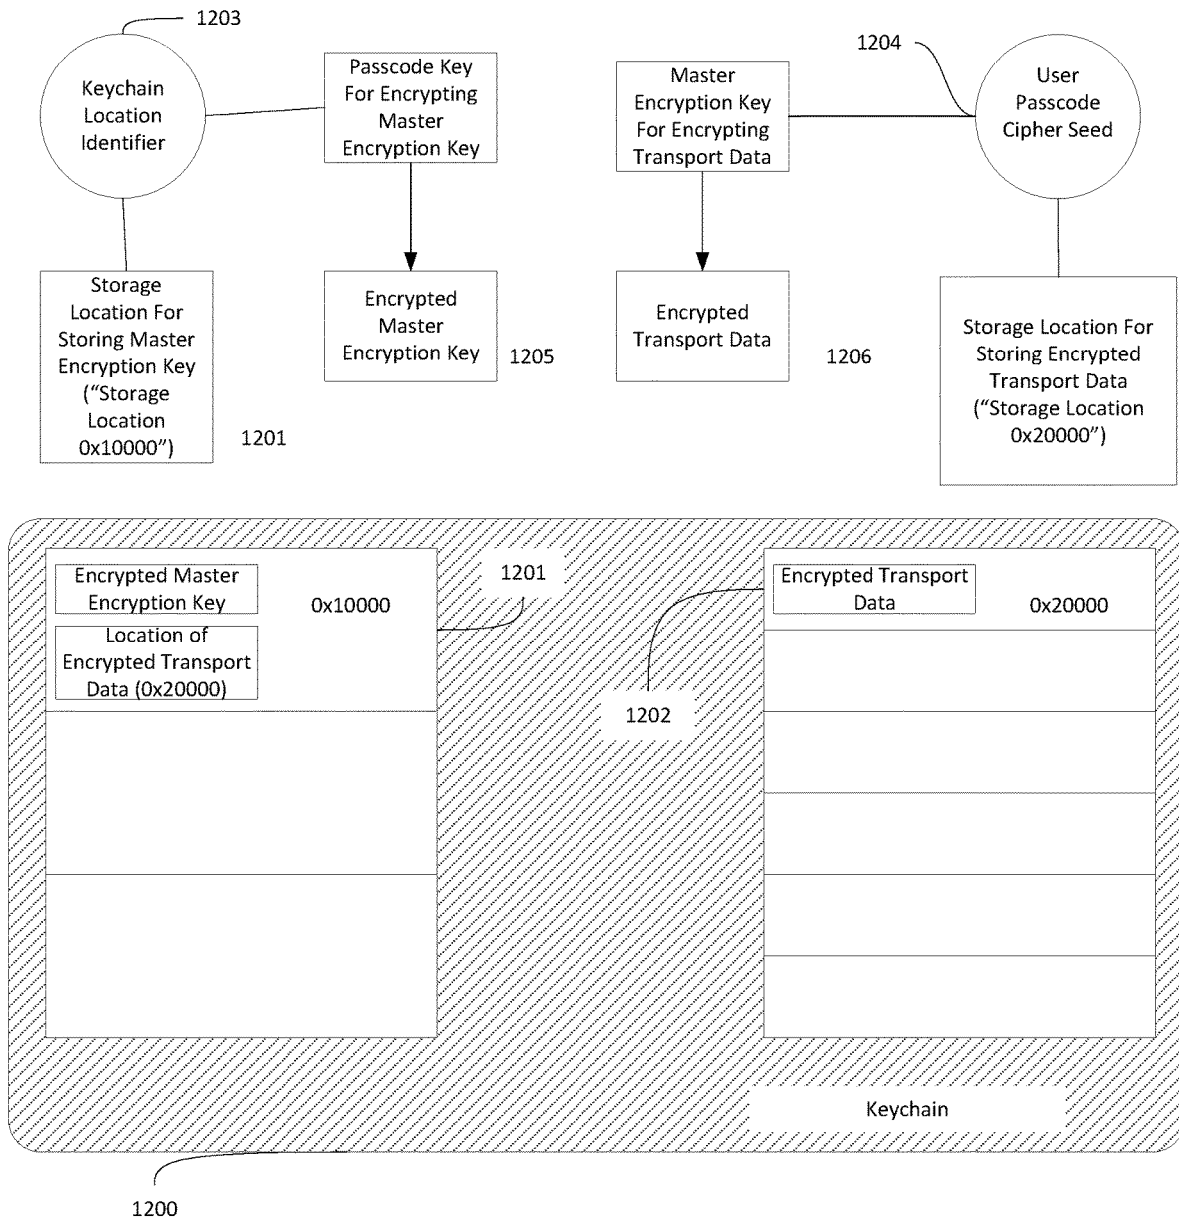 1203
Keychain
Location
Identifier
Passcode Key
For Encrypting
Master
Encryption Key
Master
Encryption Key
For Encrypting
Transport Data
1204
User
Passcode
Cipher Seed
Storage
Location For
Storing Master
Encryption Key
("Storage
Location
0x10000")
1201
Encrypted
Master
Encryption Key
1205
Encrypted
Transport Data
1206
Storage Location For
Storing Encrypted
Transport Data
("Storage Location
0x20000")
Encrypted Master
Encryption Key
0x10000
Location of
Encrypted Transport
Data (0x20000)
1201
1202
Encrypted Transport
Data
0x20000
Keychain
1200